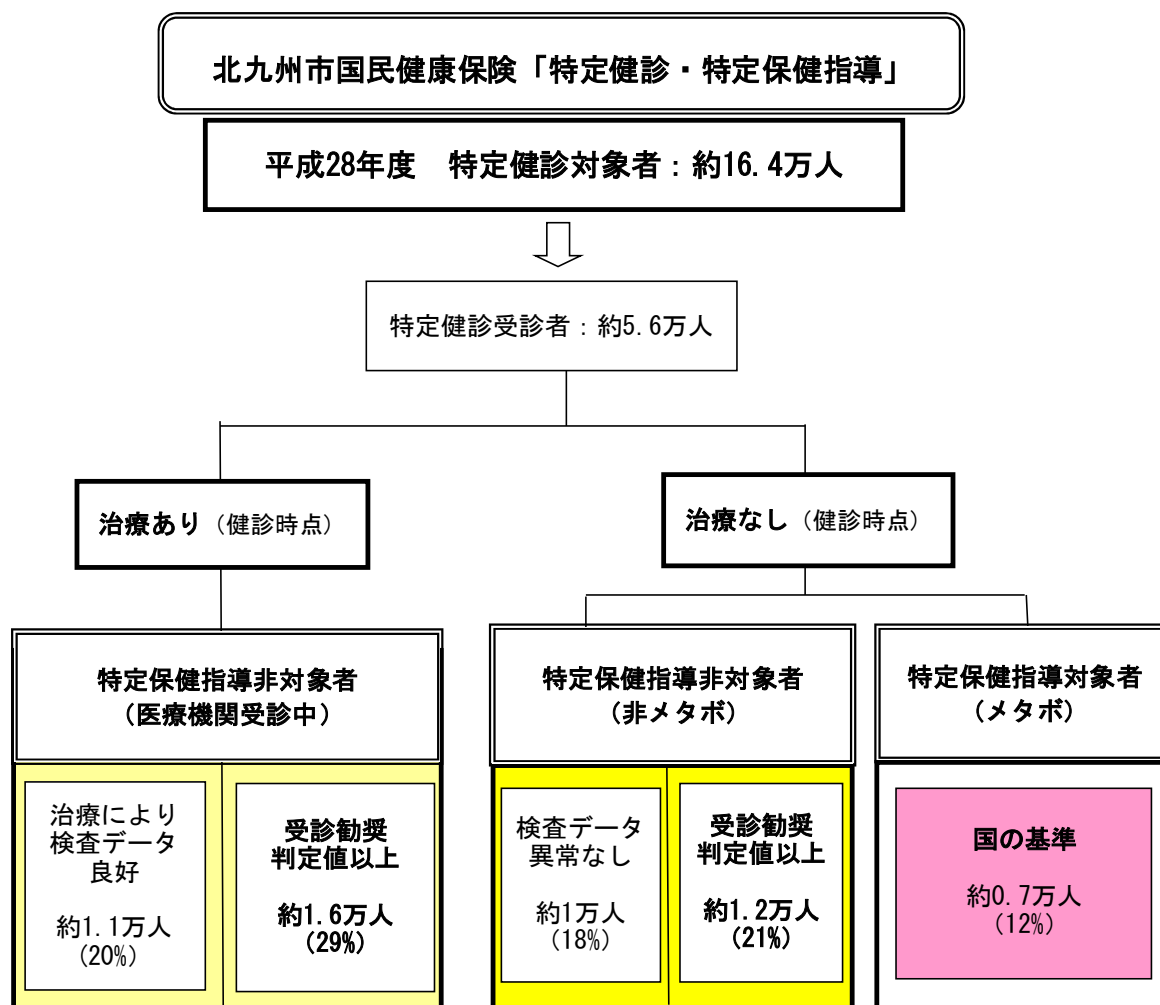 北九州市国民健康保険「特定健診・特定保健指導」
平成28年度　特定健診対象者：約16.4万人
特定健診受診者：約5.6万人
治療あり（健診時点）
治療なし（健診時点）
特定保健指導非対象者
（医療機関受診中）
特定保健指導非対象者
（非メタボ）
特定保健指導対象者
（メタボ）
治療により
検査データ
良好
約1.1万人
(20%)
受診勧奨
判定値以上
約1.6万人
(29%)
検査データ
異常なし
約1万人
(18%)
受診勧奨
判定値以上
約1.2万人
(21%)
国の基準
約0.7万人
(12%)